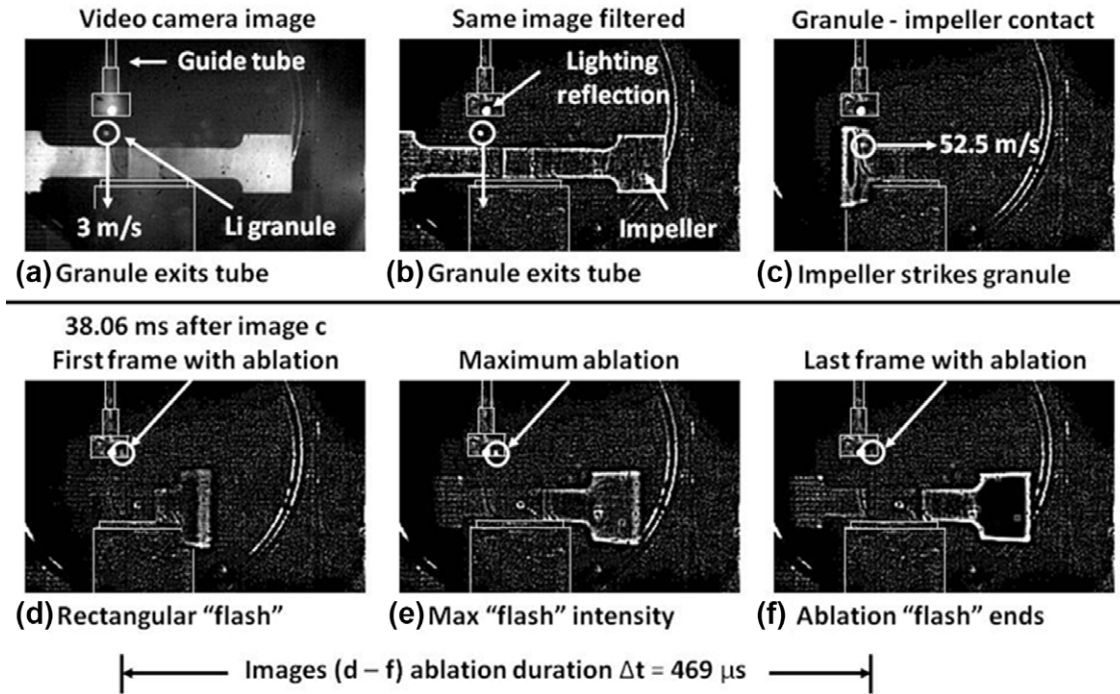 Video camera image
Same image filtered
Granule - impeller contact
Guide tube
Lighting
reflection
52.5 m/s
3 m/s
Li granule
Impeller
(a) Granule exits tube
(b) Granule exits tube
(c) Impeller strikes granule
38.06 ms after image c
First frame with ablation
Maximum ablation
Last frame with ablation
(d) Rectangular “flash”
(e) Max “flash” intensity
(f) Ablation “flash” ends
Images (d – f) ablation duration Δt = 469 μs